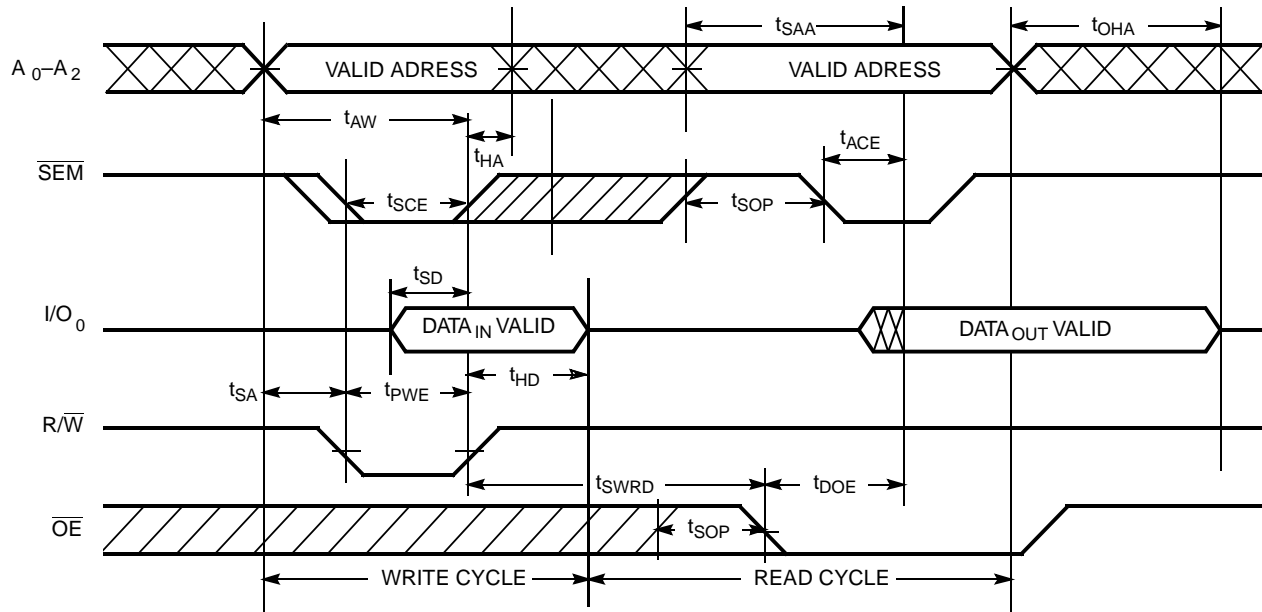 tSAA
tOHA
A0–A2
VALID ADRESS
VALID ADRESS
tAW
tHA
tACE
SEM
tSCE
tSOP
tSD
I/O0
DATAIN VALID
DATAOUT VALID
tSA
tPWE
tHD
R/W
tSWRD
tDOE
OE
tSOP
WRITE CYCLE
READ CYCLE